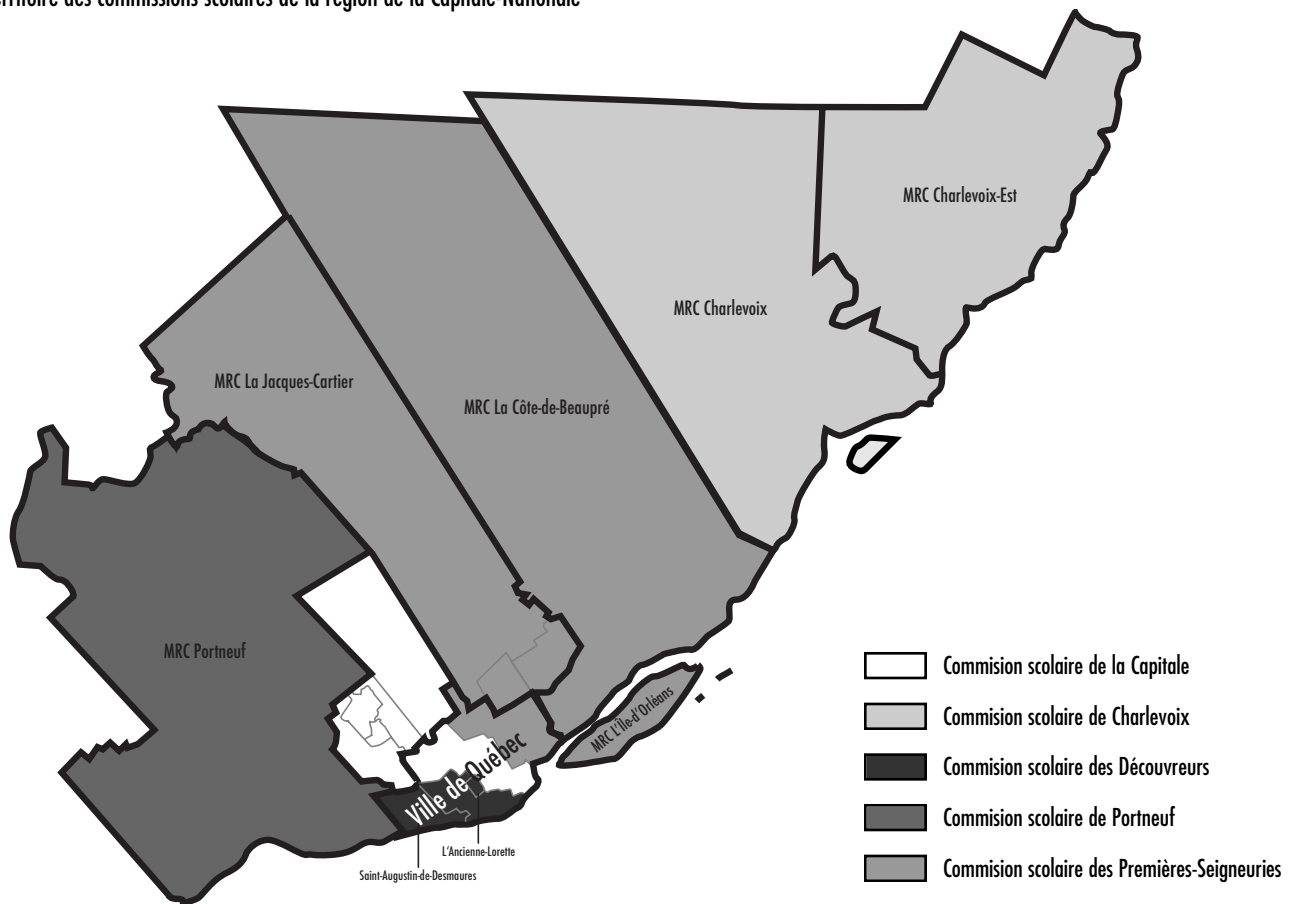 territoire des commissions scolaires de la région de la Capitale-Nationale
MRC Charlevoix-Est
MRC Charlevoix
MRC La Jacques-Cartier
MRC La Côte-de-Beaupré
MRC Portneuf
MRC L'Île-d'Orléans
Ville de Québec
L'Ancienne-Lorette
Saint-Augustin-de-Desmaures
Commision scolaire de la Capitale
Commision scolaire de Charlevoix
Commision scolaire des Découvreurs
Commision scolaire de Portneuf
Commision scolaire des Premières-Seigneuries